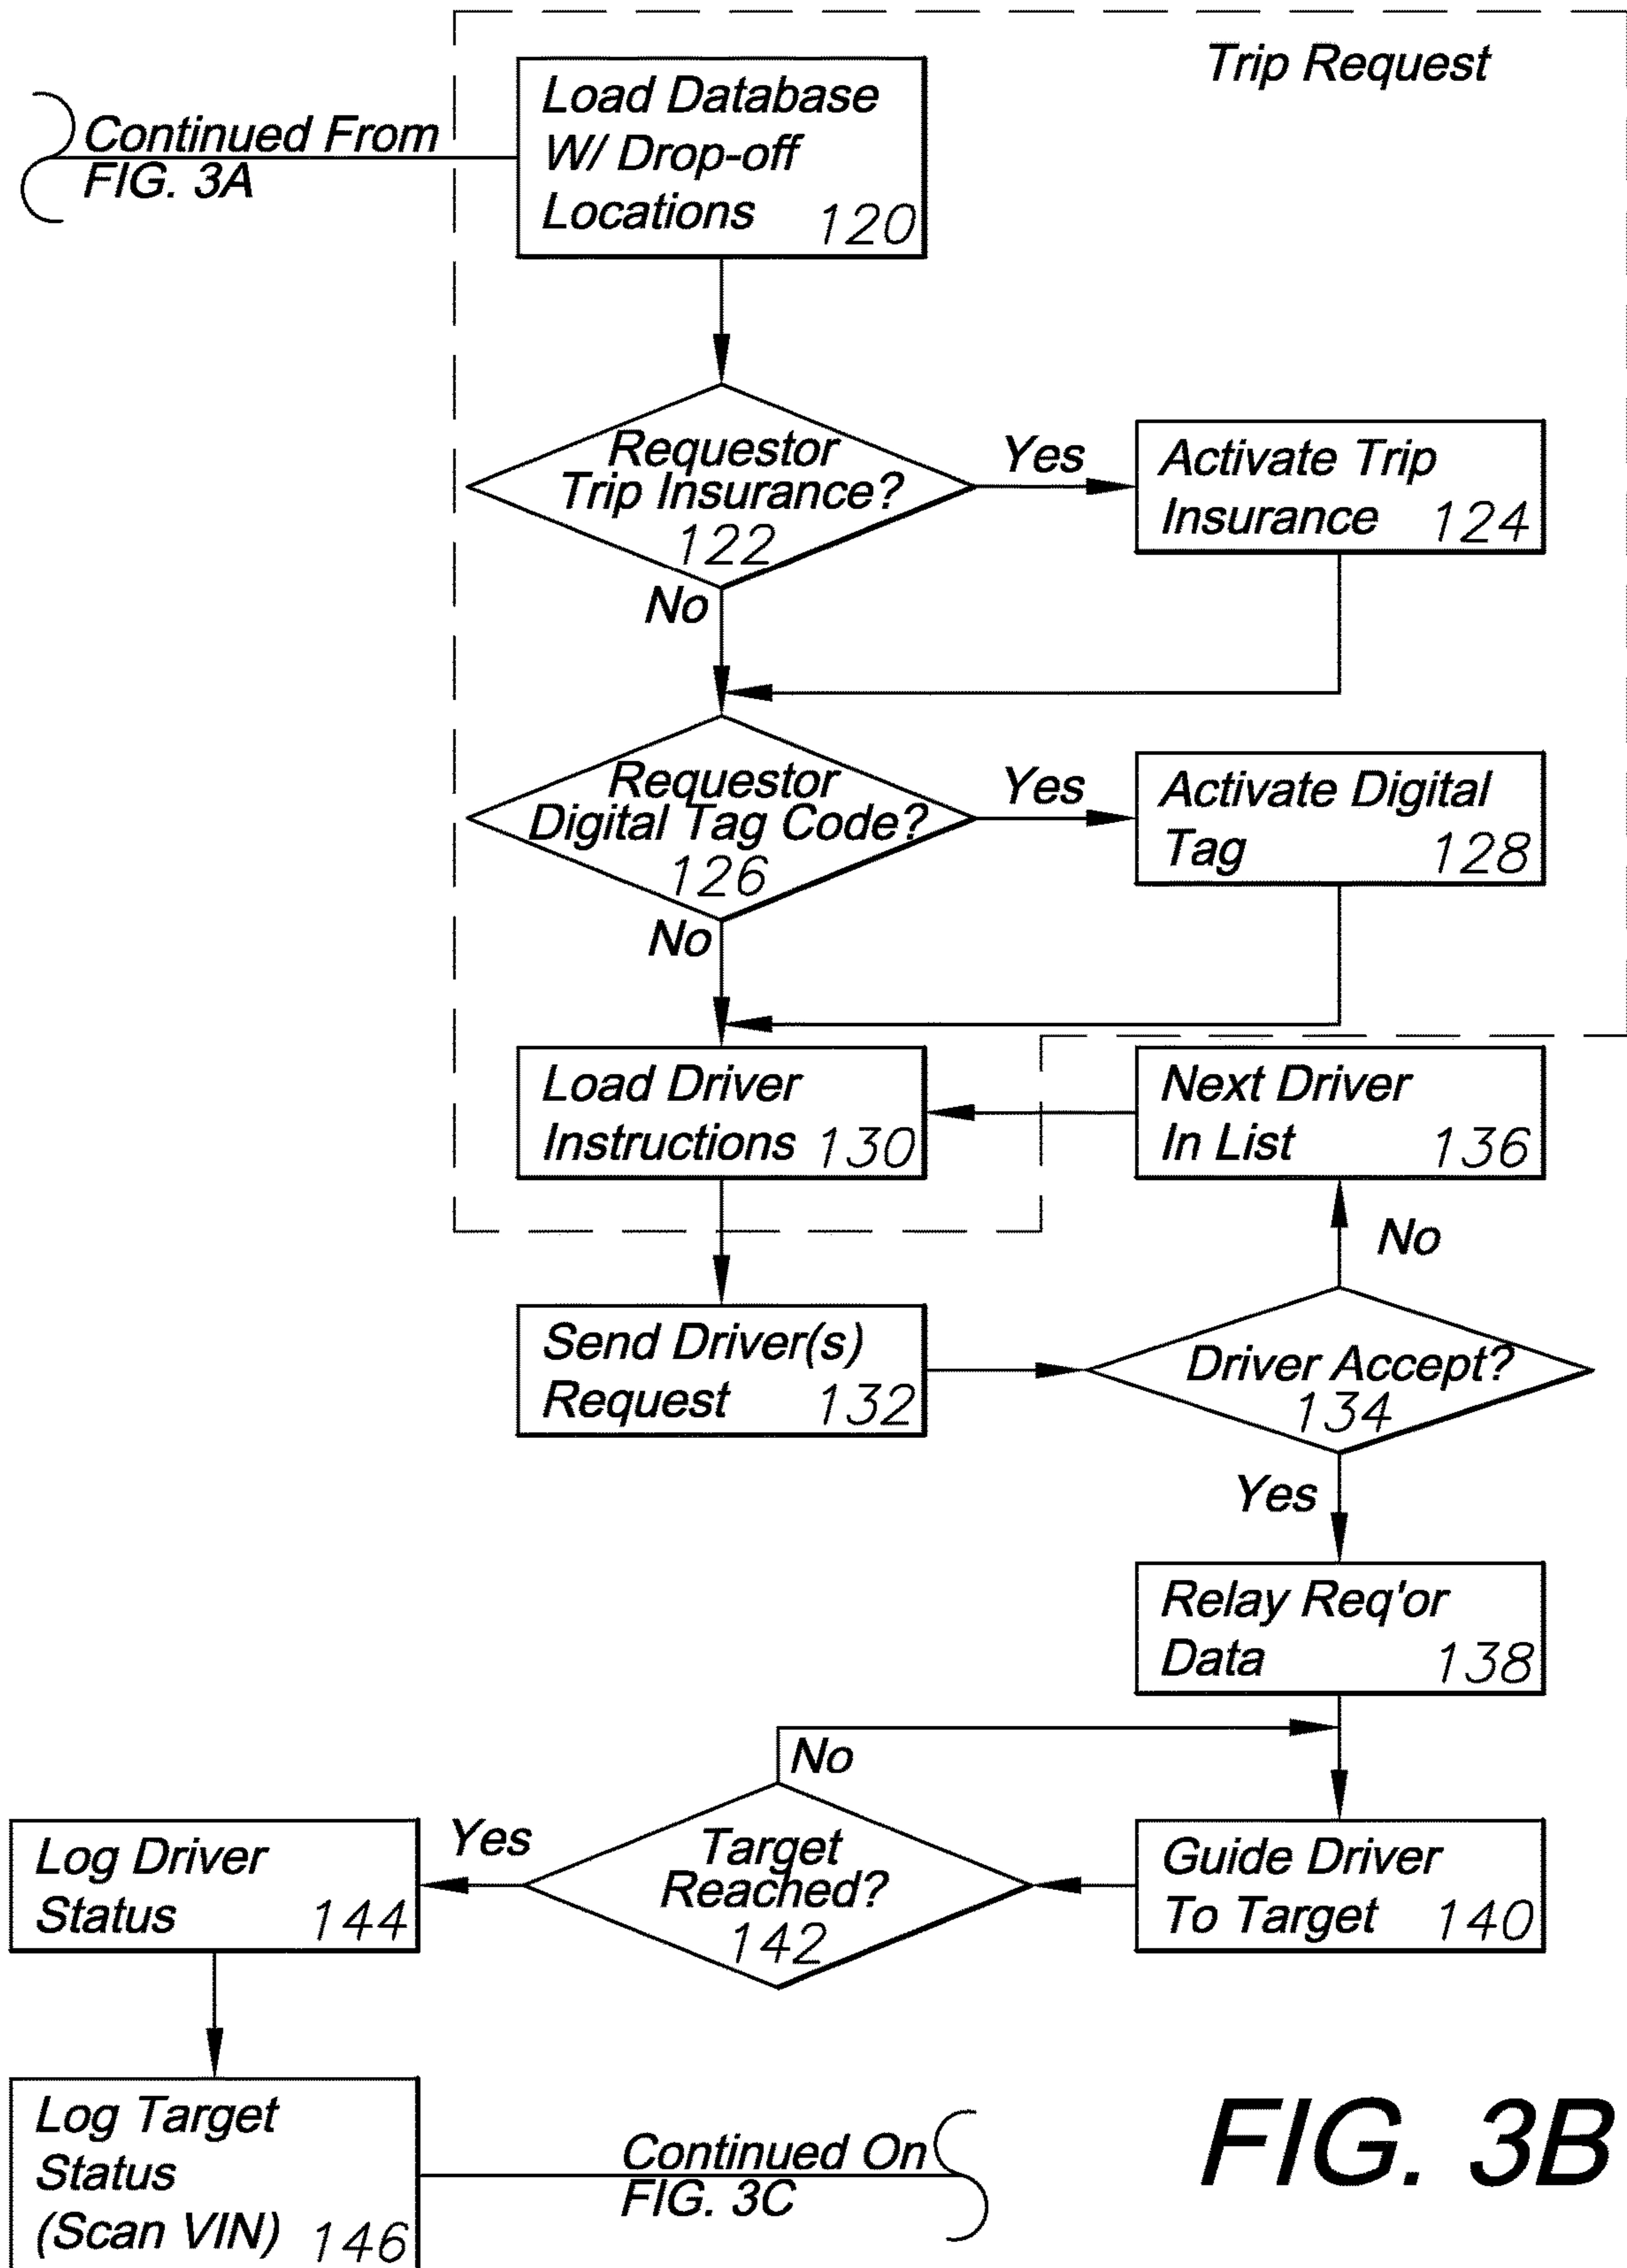 Trip Request
Continued From
FIG. 3A
Load Database
W/ Drop-off
Locations 120
Requestor
Trip Insurance?
122
Yes
Activate Trip
Insurance 124
No
Requestor
Digital Tag Code?
126
Yes
Activate Digital
Tag 128
No
Load Driver
Instructions 130
Next Driver
In List 136
No
Send Driver(s)
Request 132
Driver Accept?
134
Yes
Relay Req'or
Data 138
No
Log Driver
Status 144
Yes
Target
Reached?
142
Guide Driver
To Target 140
Log Target
Status
(Scan VIN) 146
Continued On
FIG. 3C
FIG. 3B